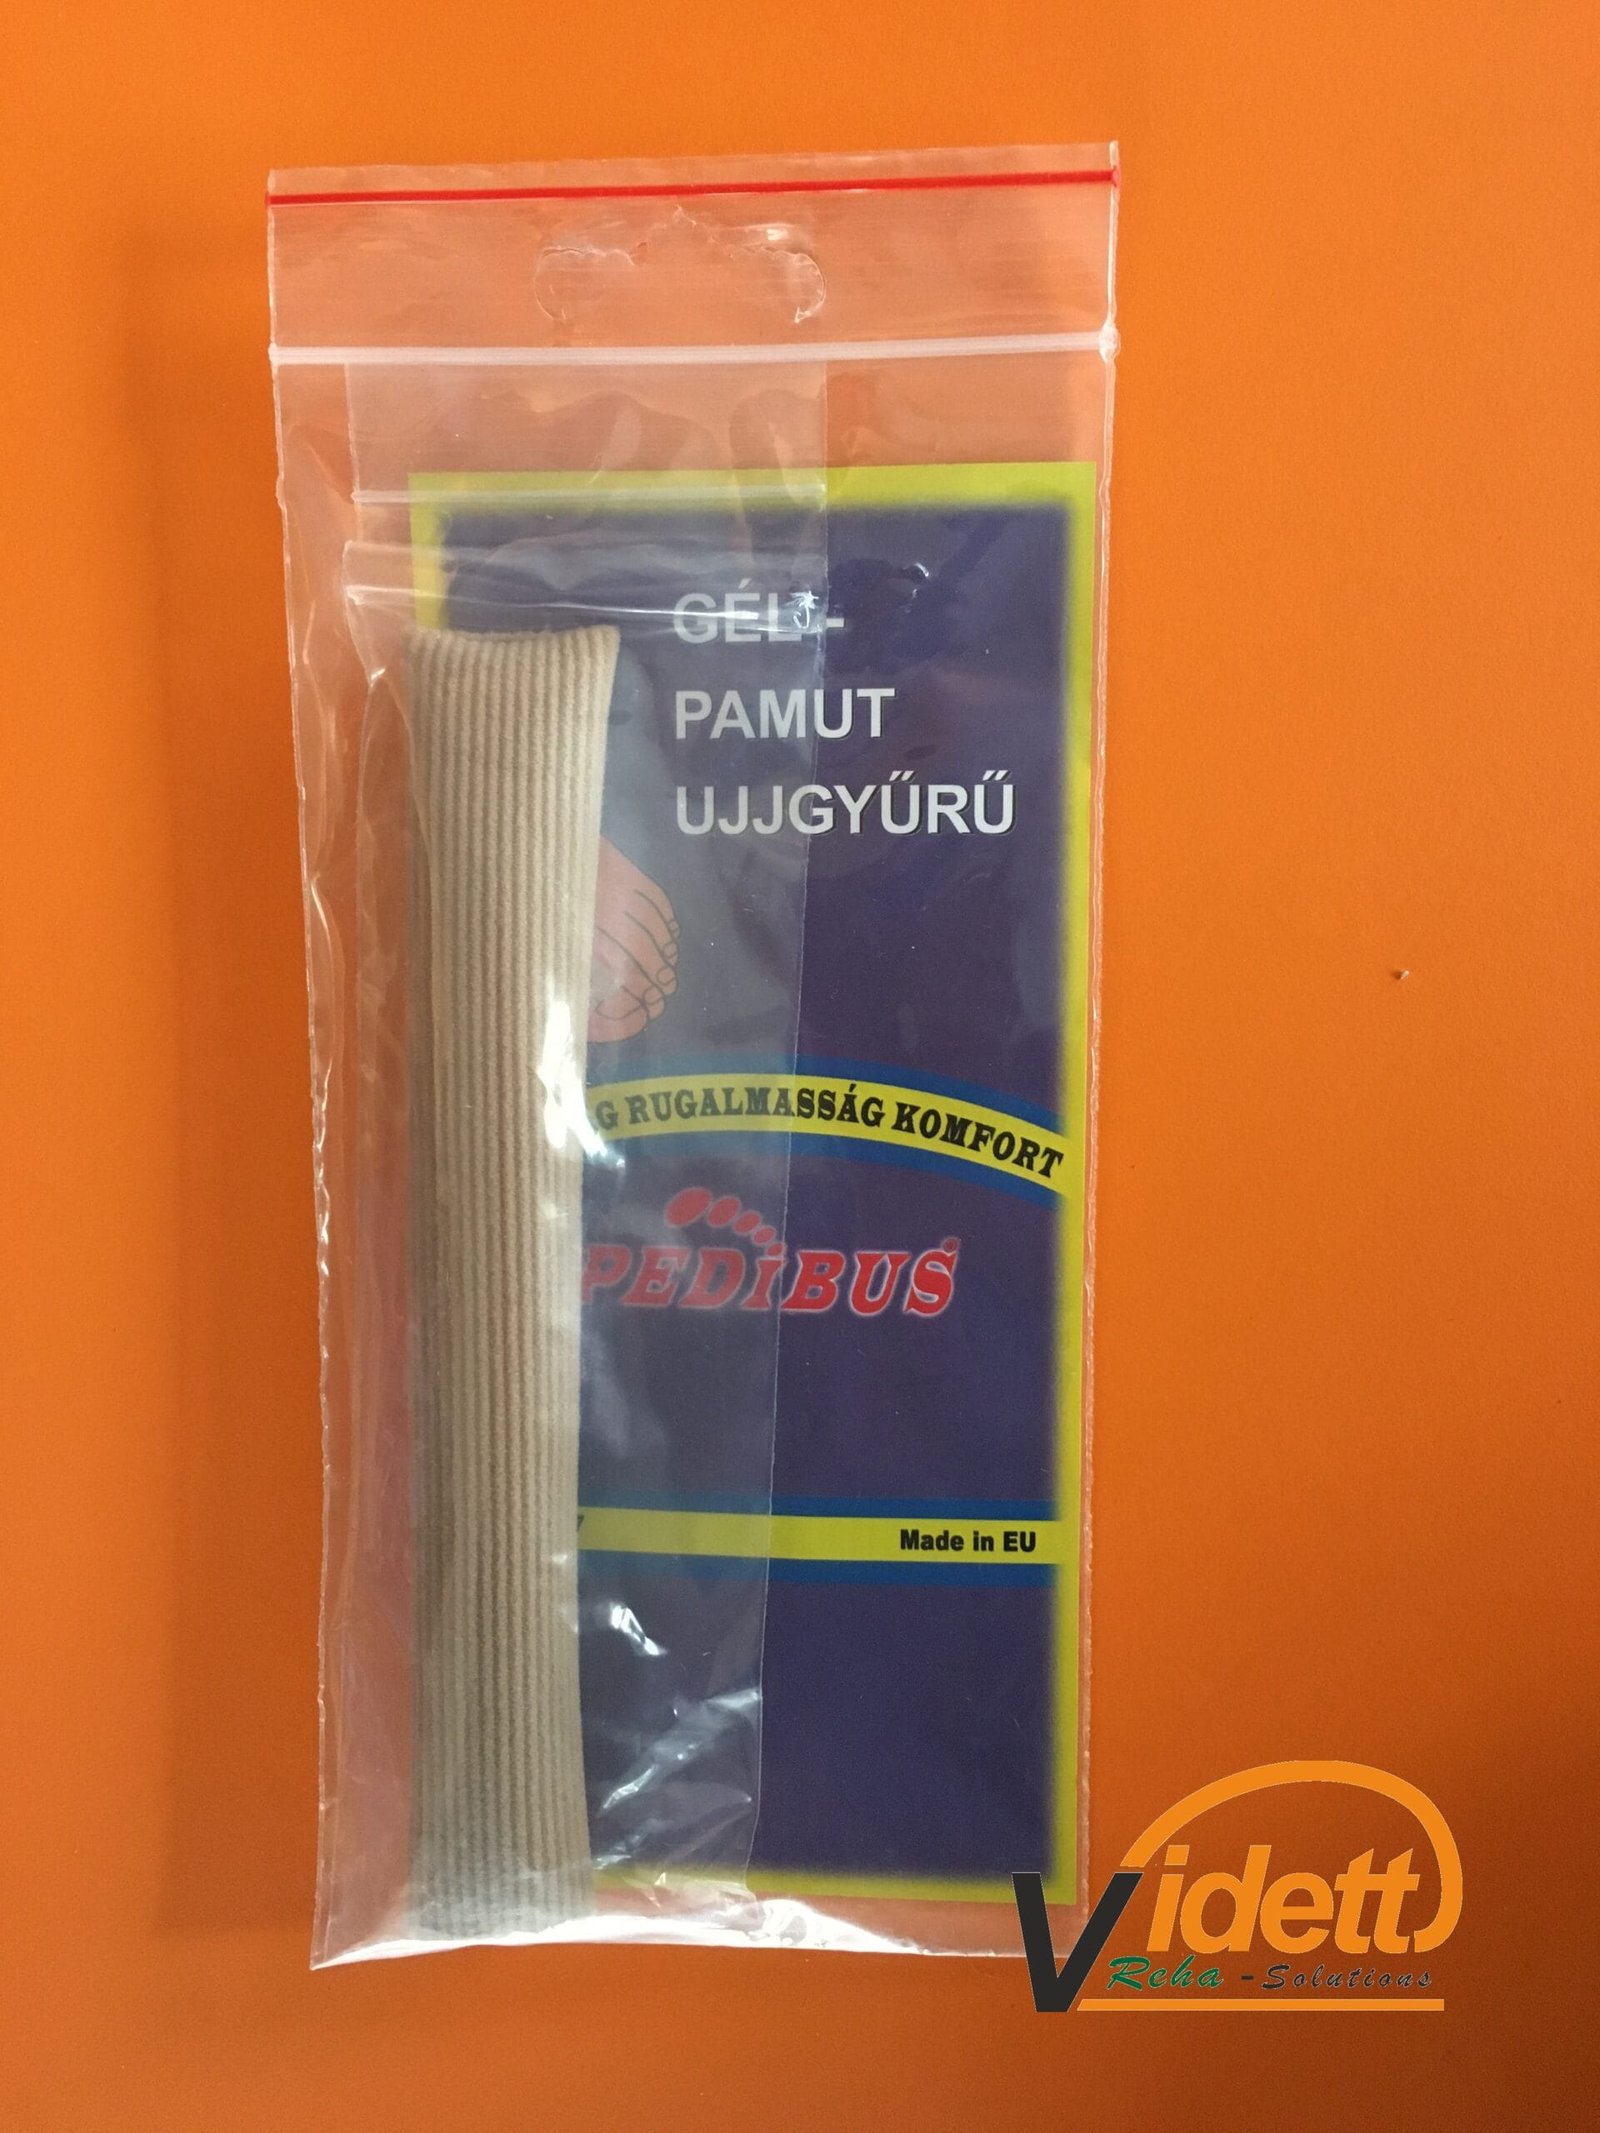 GÉL -
PAMUT
UJJGYŰRŰ
RUGALMASSÁG KOMFORT
PEDIBUS
Made in EU
Vidett
Reha - Solutions